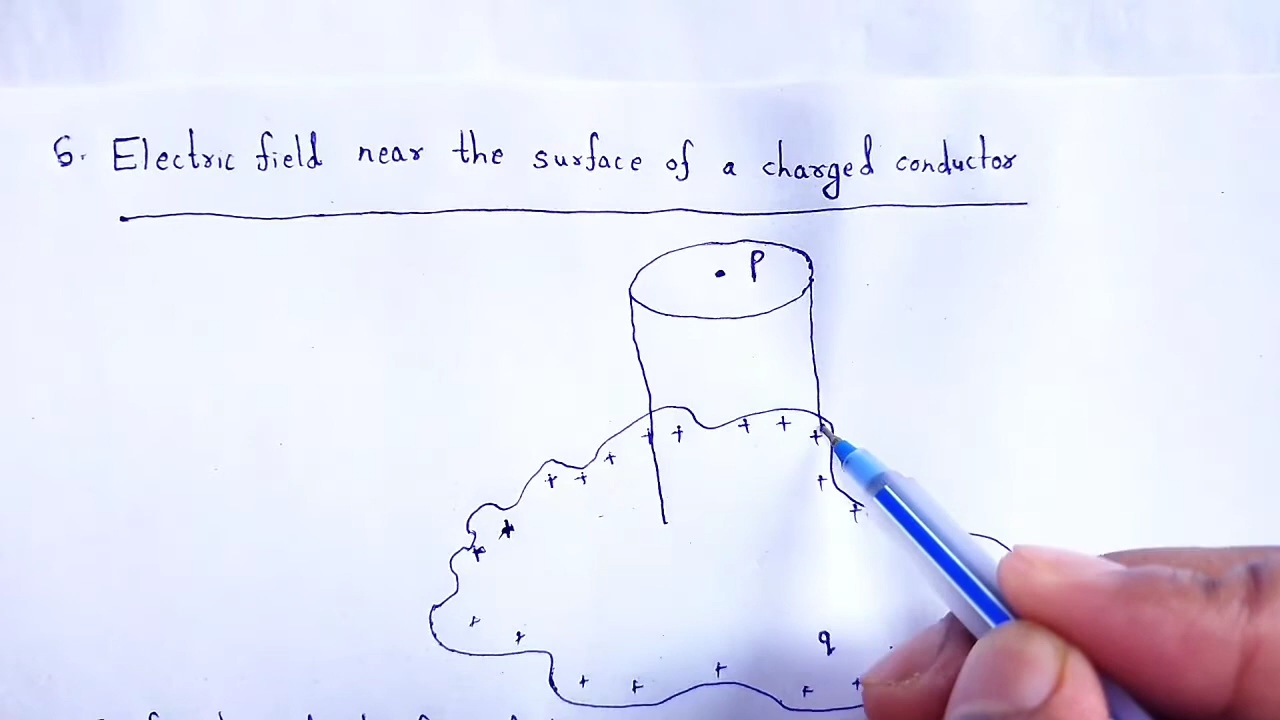 6. Electric field near the surface of a charged conductor
P
+ + + + + + + + + + + + + + + + + + + +
q